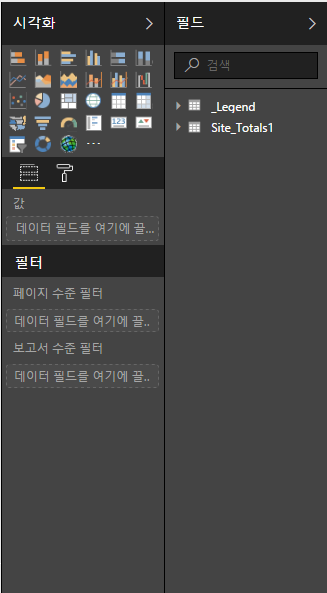 시각화
필드
검색
_Legend
Site_Totals1
123
값
데이터 필드를 여기에 끌...
필터
페이지 수준 필터
데이터 필드를 여기에 끌..
보고서 수준 필터
데이터 필드를 여기에 끌..